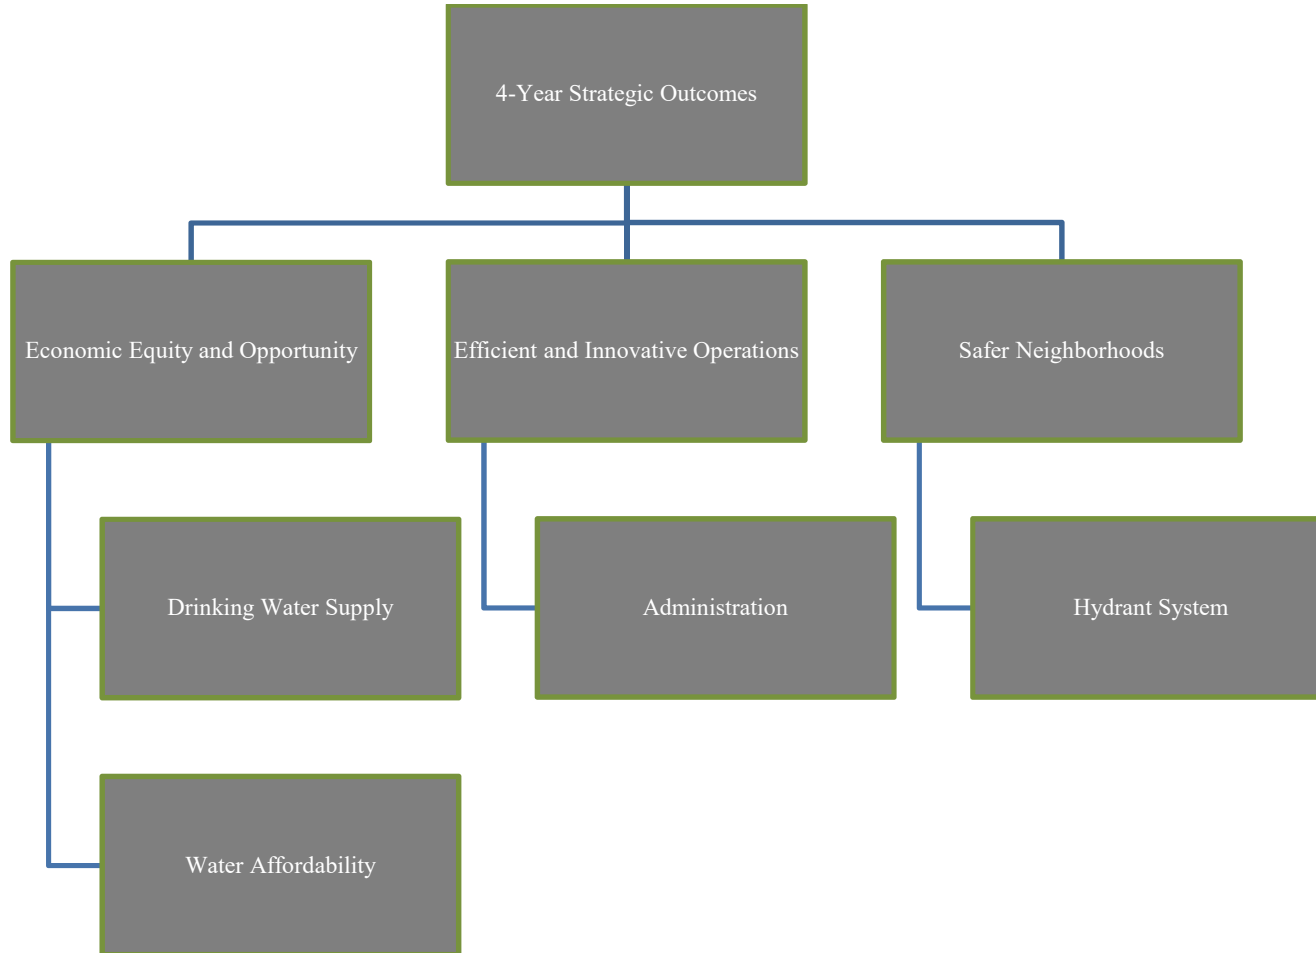 4-Year Strategic Outcomes
Economic Equity and Opportunity
Efficient and Innovative Operations
Safer Neighborhoods
Drinking Water Supply
Administration
Hydrant System
Water Affordability